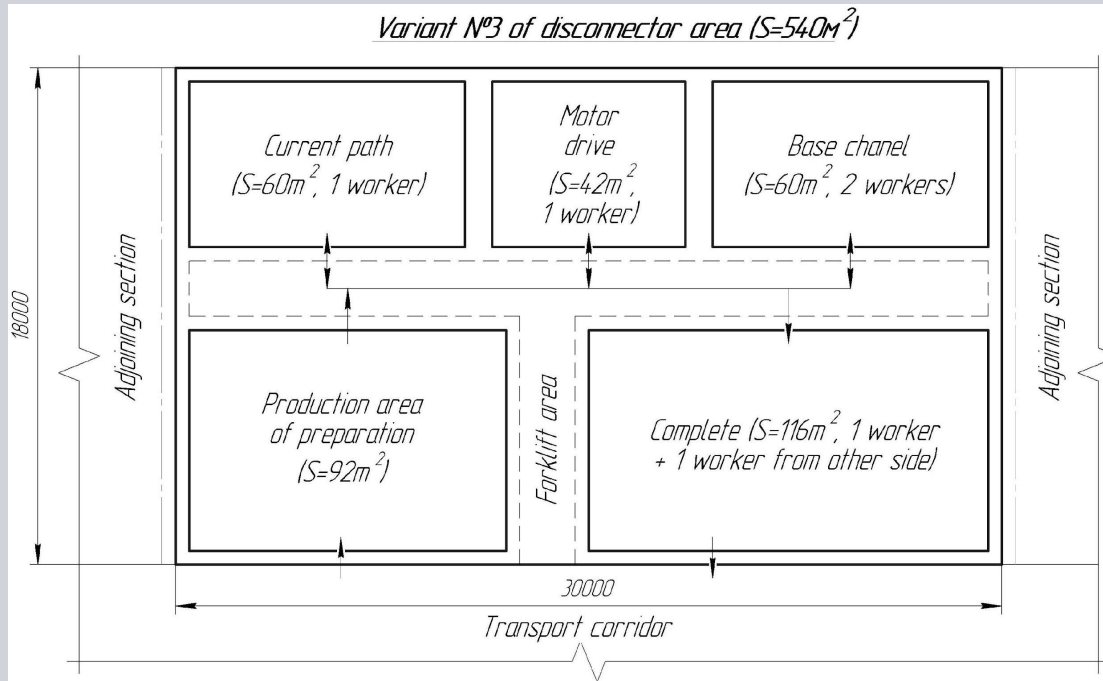 Variant №3 of disconnector area (S=540м²)
Current path
(S=60m², 1 worker)
Motor
drive
(S=42m²,
1 worker)
Base chanel
(S=60m², 2 workers)
18000
Adjoining section
Adjoining section
Production area
of preparation
(S=92m²)
Forklift area
Complete (S=116m², 1 worker
+ 1 worker from other side)
30000
Transport corridor